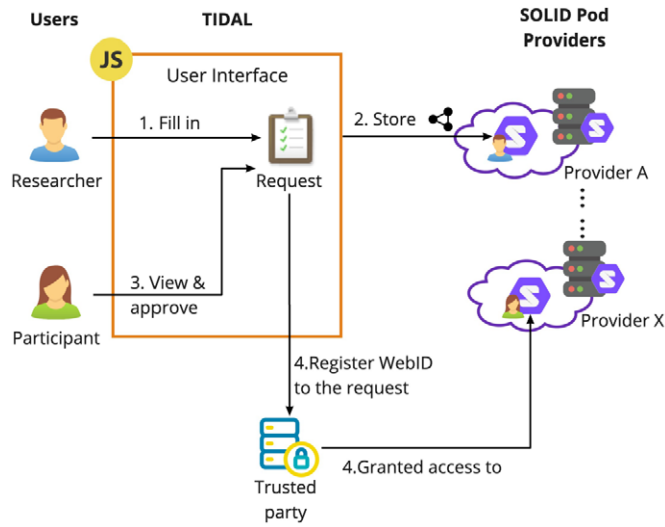 Users
TIDAL
SOLID Pod
Providers
JS
User Interface
1. Fill in
2. Store
Researcher
Request
Provider A
3. View &
approve
Participant
Provider X
4.Register WebID
to the request
4.Granted access to
Trusted
party